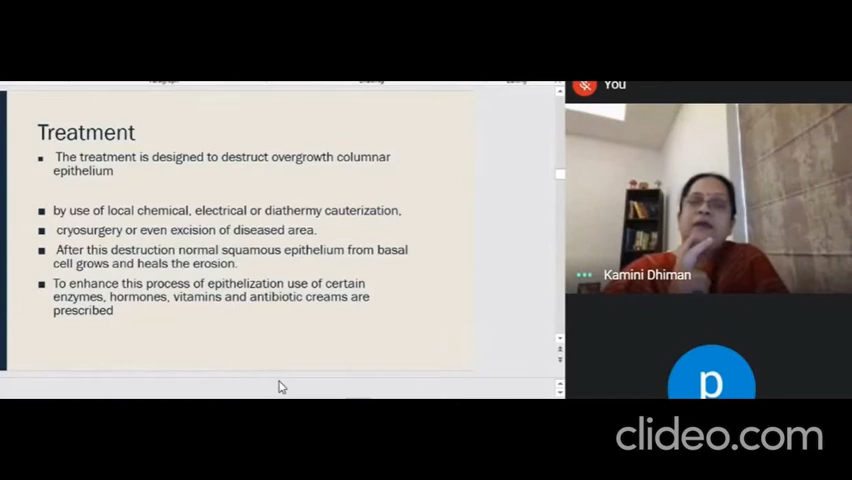 You
Treatment
▪ The treatment is designed to destruct overgrowth columnar
epithelium
▪ by use of local chemical, electrical or diathermy cauterization,
▪ cryosurgery or even excision of diseased area.
▪ After this destruction normal squamous epithelium from basal
cell grows and heals the erosion.
▪ To enhance this process of epithelization use of certain
enzymes, hormones, vitamins and antibiotic creams are
prescribed
Kamini Dhiman
p
clideo.com